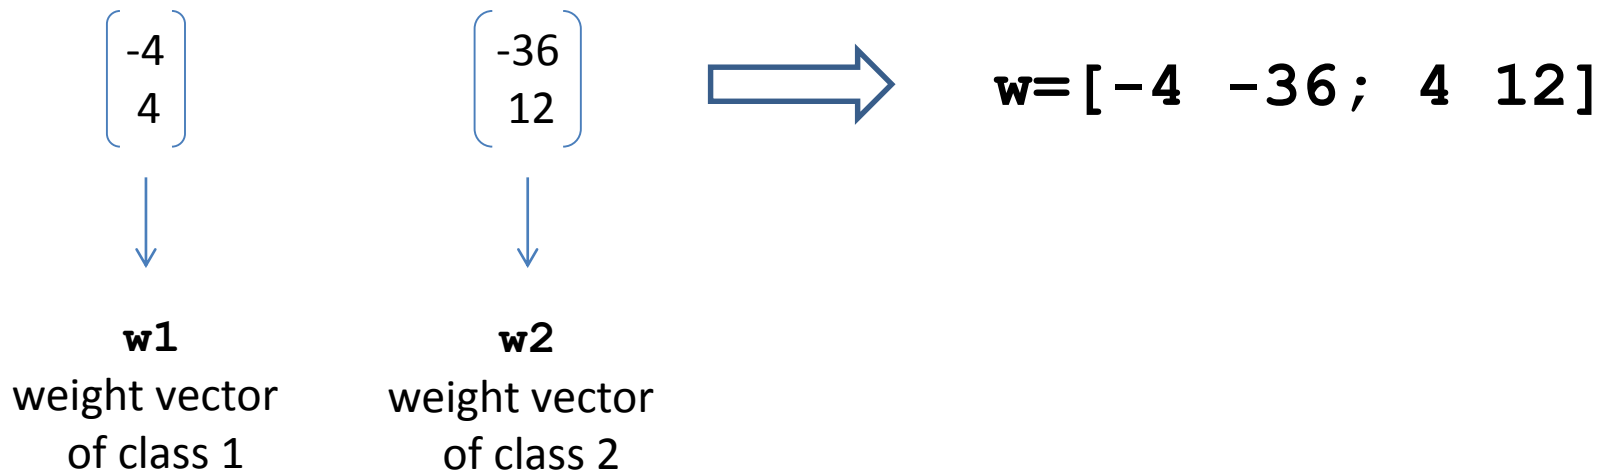 -4
4
-36
12
w=[-4 -36; 4 12]
w1
weight vector
of class 1
w2
weight vector
of class 2